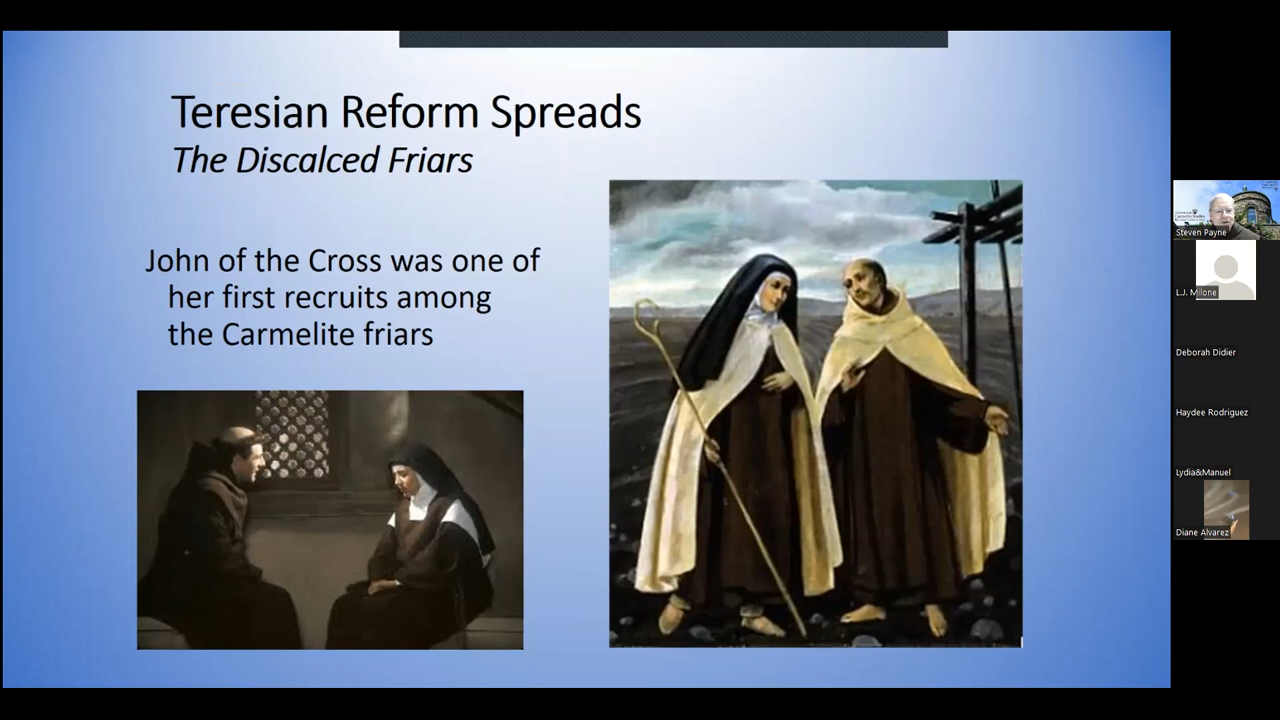 Teresian Reform Spreads
The Discalced Friars
John of the Cross was one of
her first recruits among
the Carmelite friars
Steven Payne
L.J. Milone
Deborah Didier
Haydee Rodriguez
Lydia&Manuel
Diane Alvarez